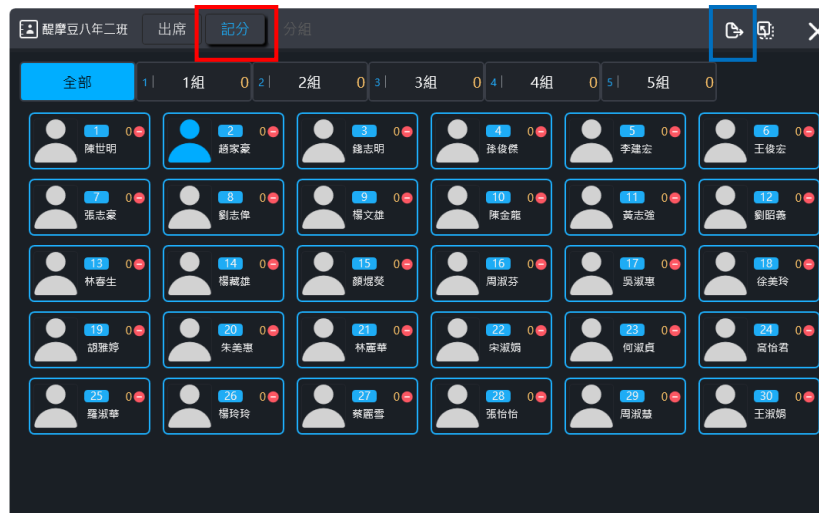 醍摩豆八年二班 出席 記分 分組
全部 1 1組 0 2 2組 0 3 3組 0 4 4組 0 5 5組 0
1 0 2 0 3 0 4 0 5 0 6 0
陳世明 趙家豪 錢志明 孫俊傑 李建宏 王俊宏
7 0 8 0 9 0 10 0 11 0 12 0
張志豪 劉志偉 楊文雄 陳金龍 黃志強 劉昭義
13 0 14 0 15 0 16 0 17 0 18 0
林春生 楊藏雄 顏焜熒 周淑芬 吳淑惠 徐美玲
19 0 20 0 21 0 22 0 23 0 24 0
胡雅婷 朱美惠 林麗華 宋淑娟 何淑貞 高怡君
25 0 26 0 27 0 28 0 29 0 30 0
羅淑華 楊玲玲 蔡麗雪 張怡怡 周淑慧 王淑娟